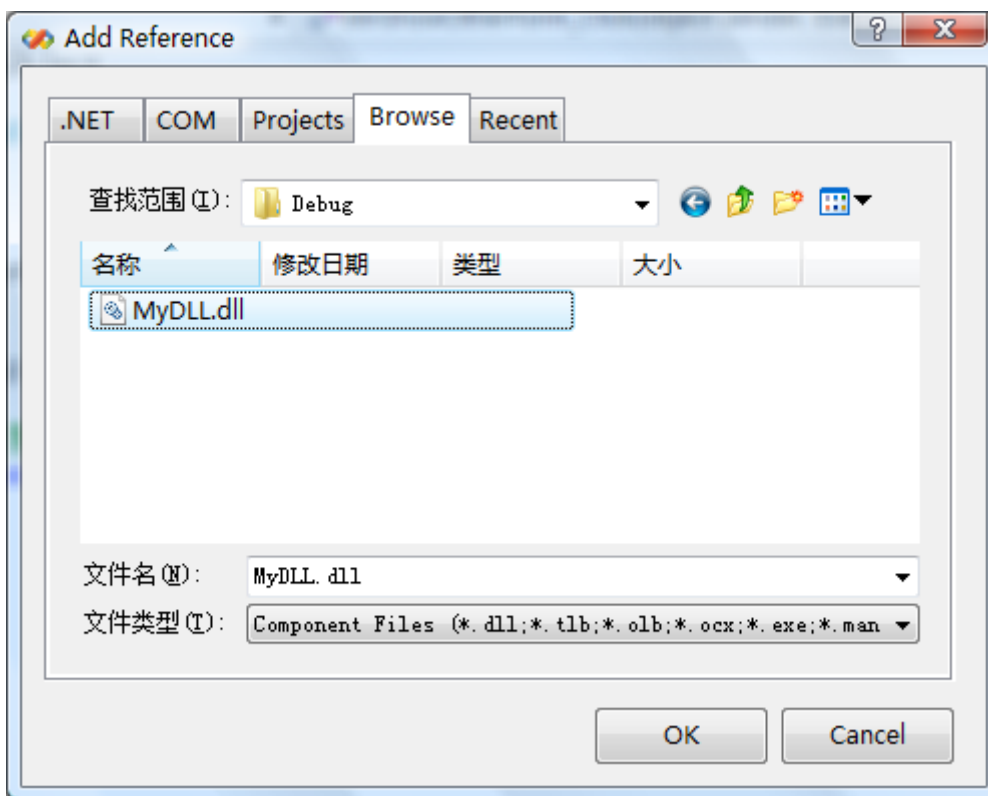 Add Reference
.NET COM Projects Browse Recent
查找范围(I): Debug
名称 修改日期 类型 大小
MyDLL.dll
文件名(N): MyDLL.dll
文件类型(T): Component Files (*.dll;*.tlb;*.olb;*.ocx;*.exe;*.man
OK Cancel